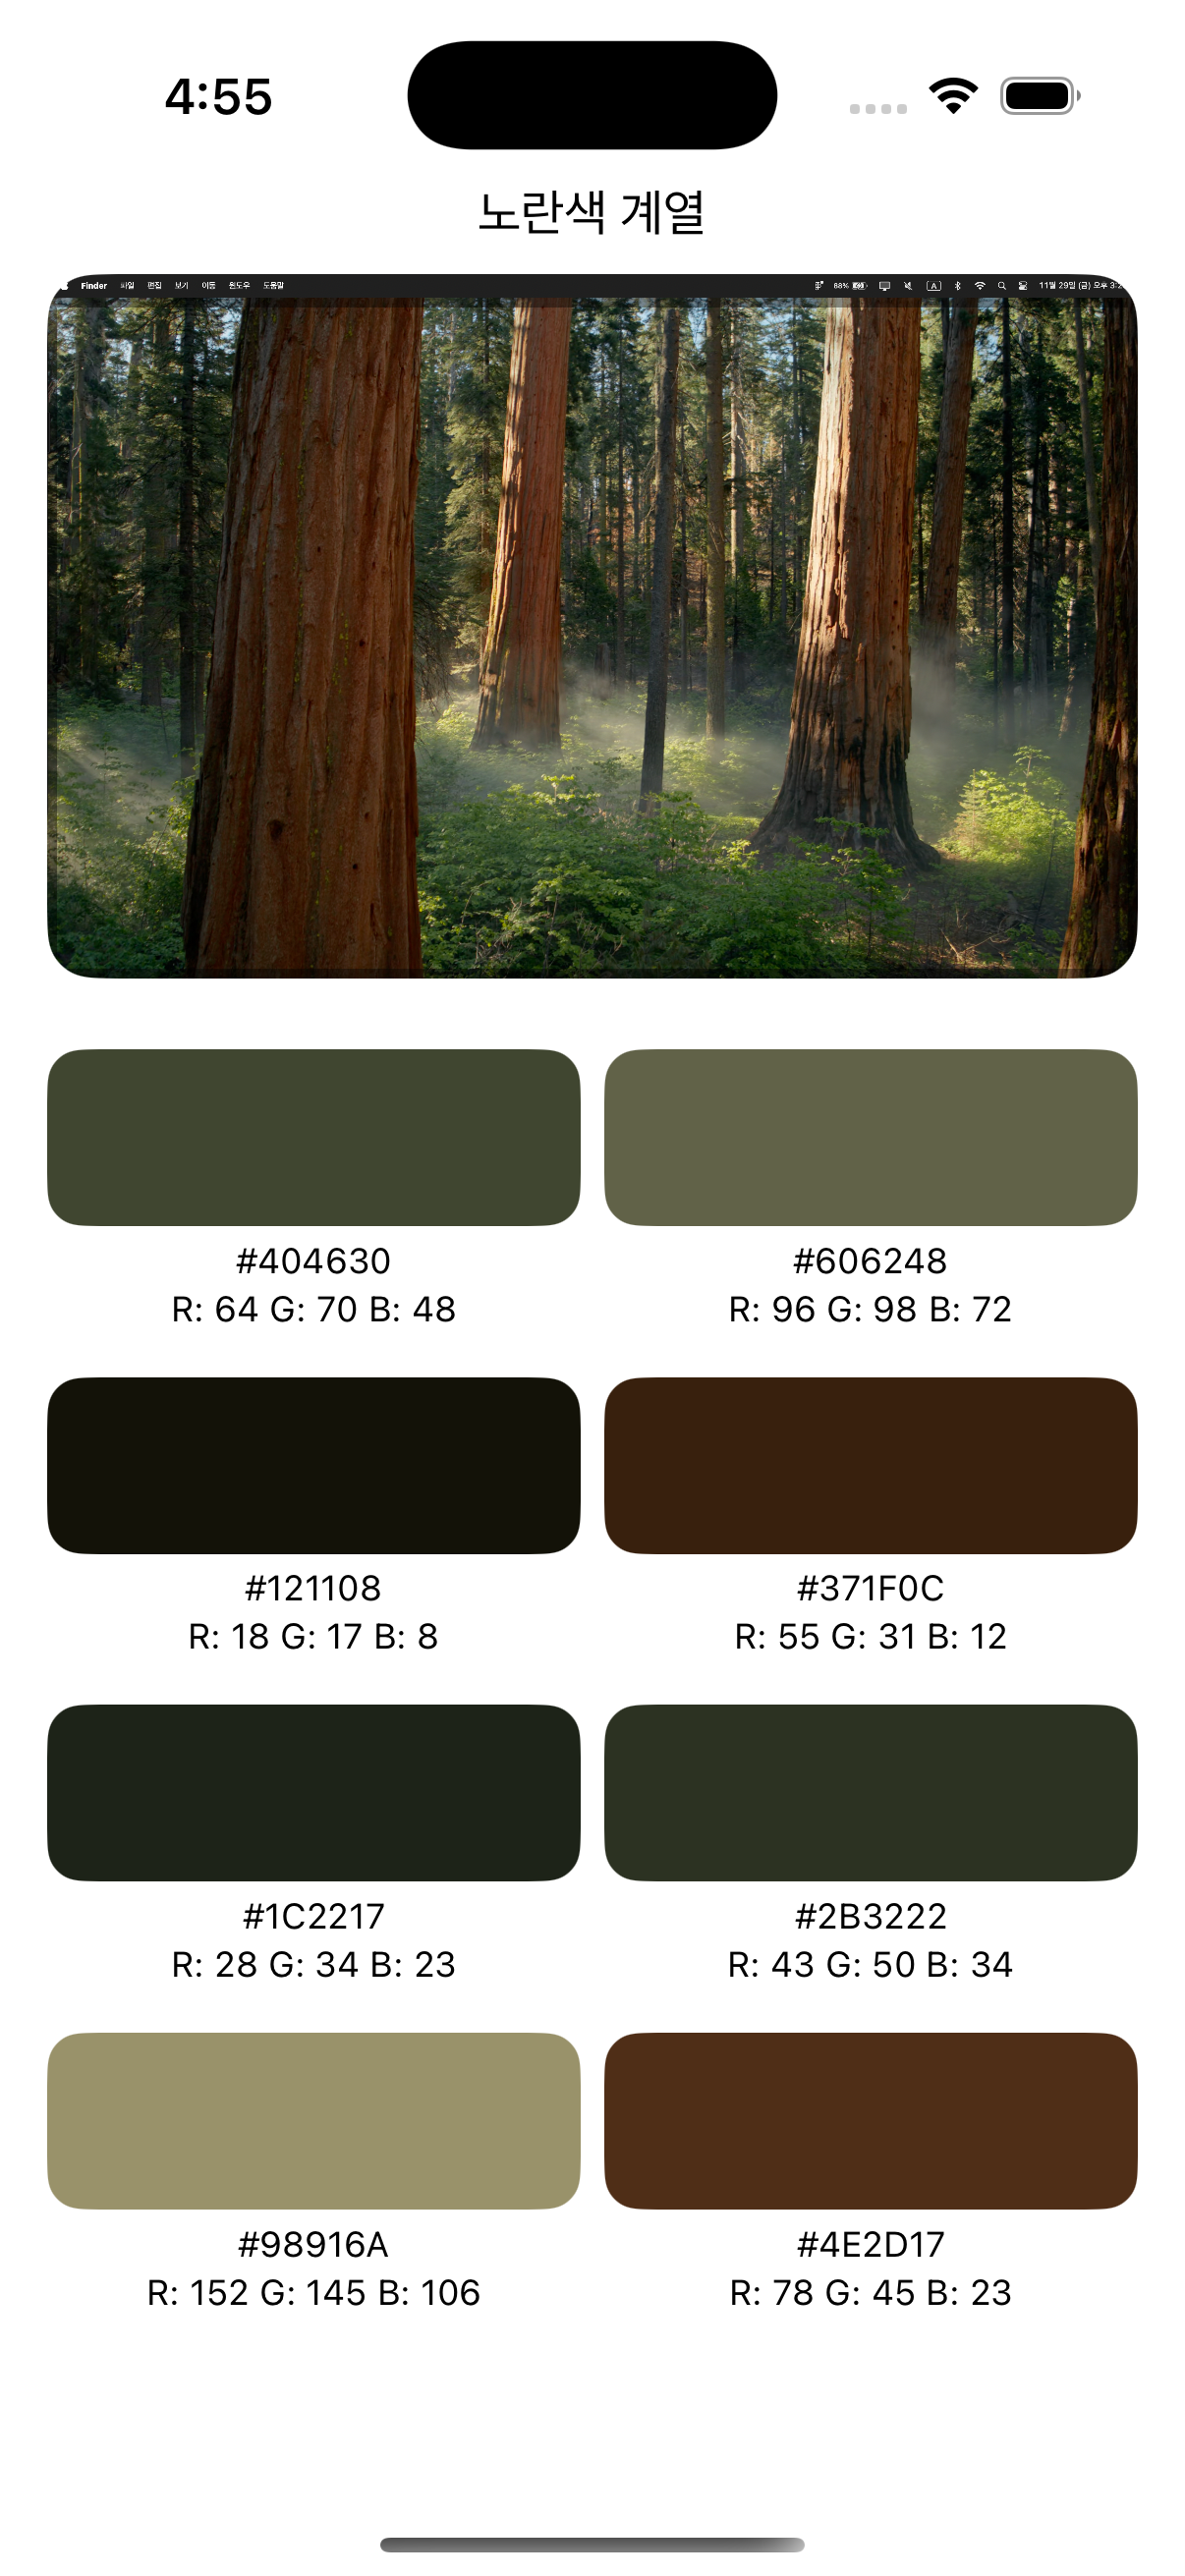 4:55
노란색 계열
Finder 파일 편집 보기 이동 윈도우 도움말 88% A 11월 29일 (금) 오후 3:2
#404630 #606248
R: 64 G: 70 B: 48 R: 96 G: 98 B: 72
#121108 #371F0C
R: 18 G: 17 B: 8 R: 55 G: 31 B: 12
#1C2217 #2B3222
R: 28 G: 34 B: 23 R: 43 G: 50 B: 34
#98916A #4E2D17
R: 152 G: 145 B: 106 R: 78 G: 45 B: 23